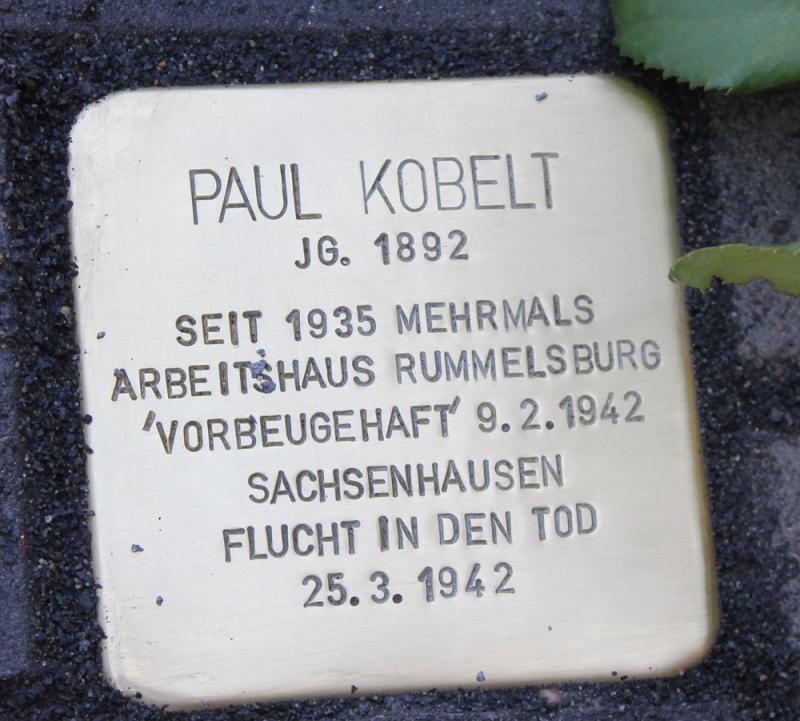 PAUL KOBELT
JG. 1892
SEIT 1935 MEHRMALS
ARBEITSHAUS RUMMELSBURG
'VORBEUGEHAFT' 9.2.1942
SACHSENHAUSEN
FLUCHT IN DEN TOD
25.3.1942